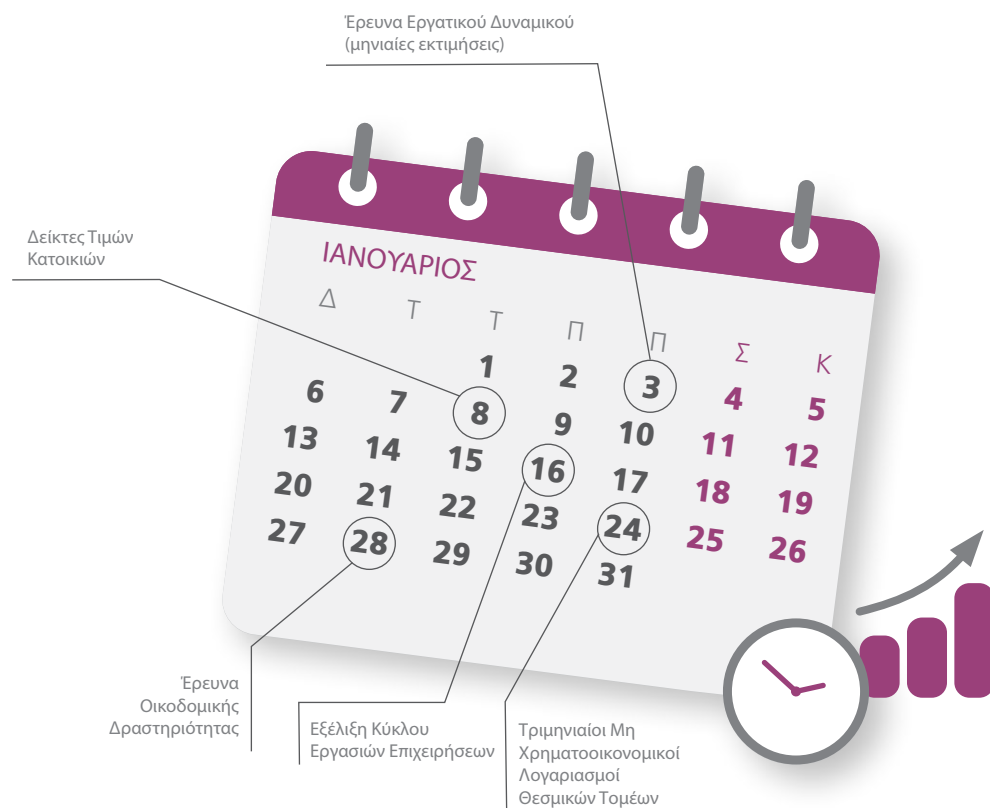 Έρευνα Εργατικού Δυναμικού
(μηνιαίες εκτιμήσεις)
Δείκτες Τιμών
Κατοικιών
ΙΑΝΟΥΑΡΙΟΣ
Δ Τ Τ Π Π Σ Κ
1 2 3 4 5
6 7 8 9 10 11 12
13 14 15 16 17 18 19
20 21 22 23 24 25 26
27 28 29 30 31
Έρευνα
Οικοδομικής
Δραστηριότητας
Εξέλιξη Κύκλου
Εργασιών Επιχειρήσεων
Τριμηνιαίοι Μη
Χρηματοοικονομικοί
Λογαριασμοί
Θεσμικών Τομέων